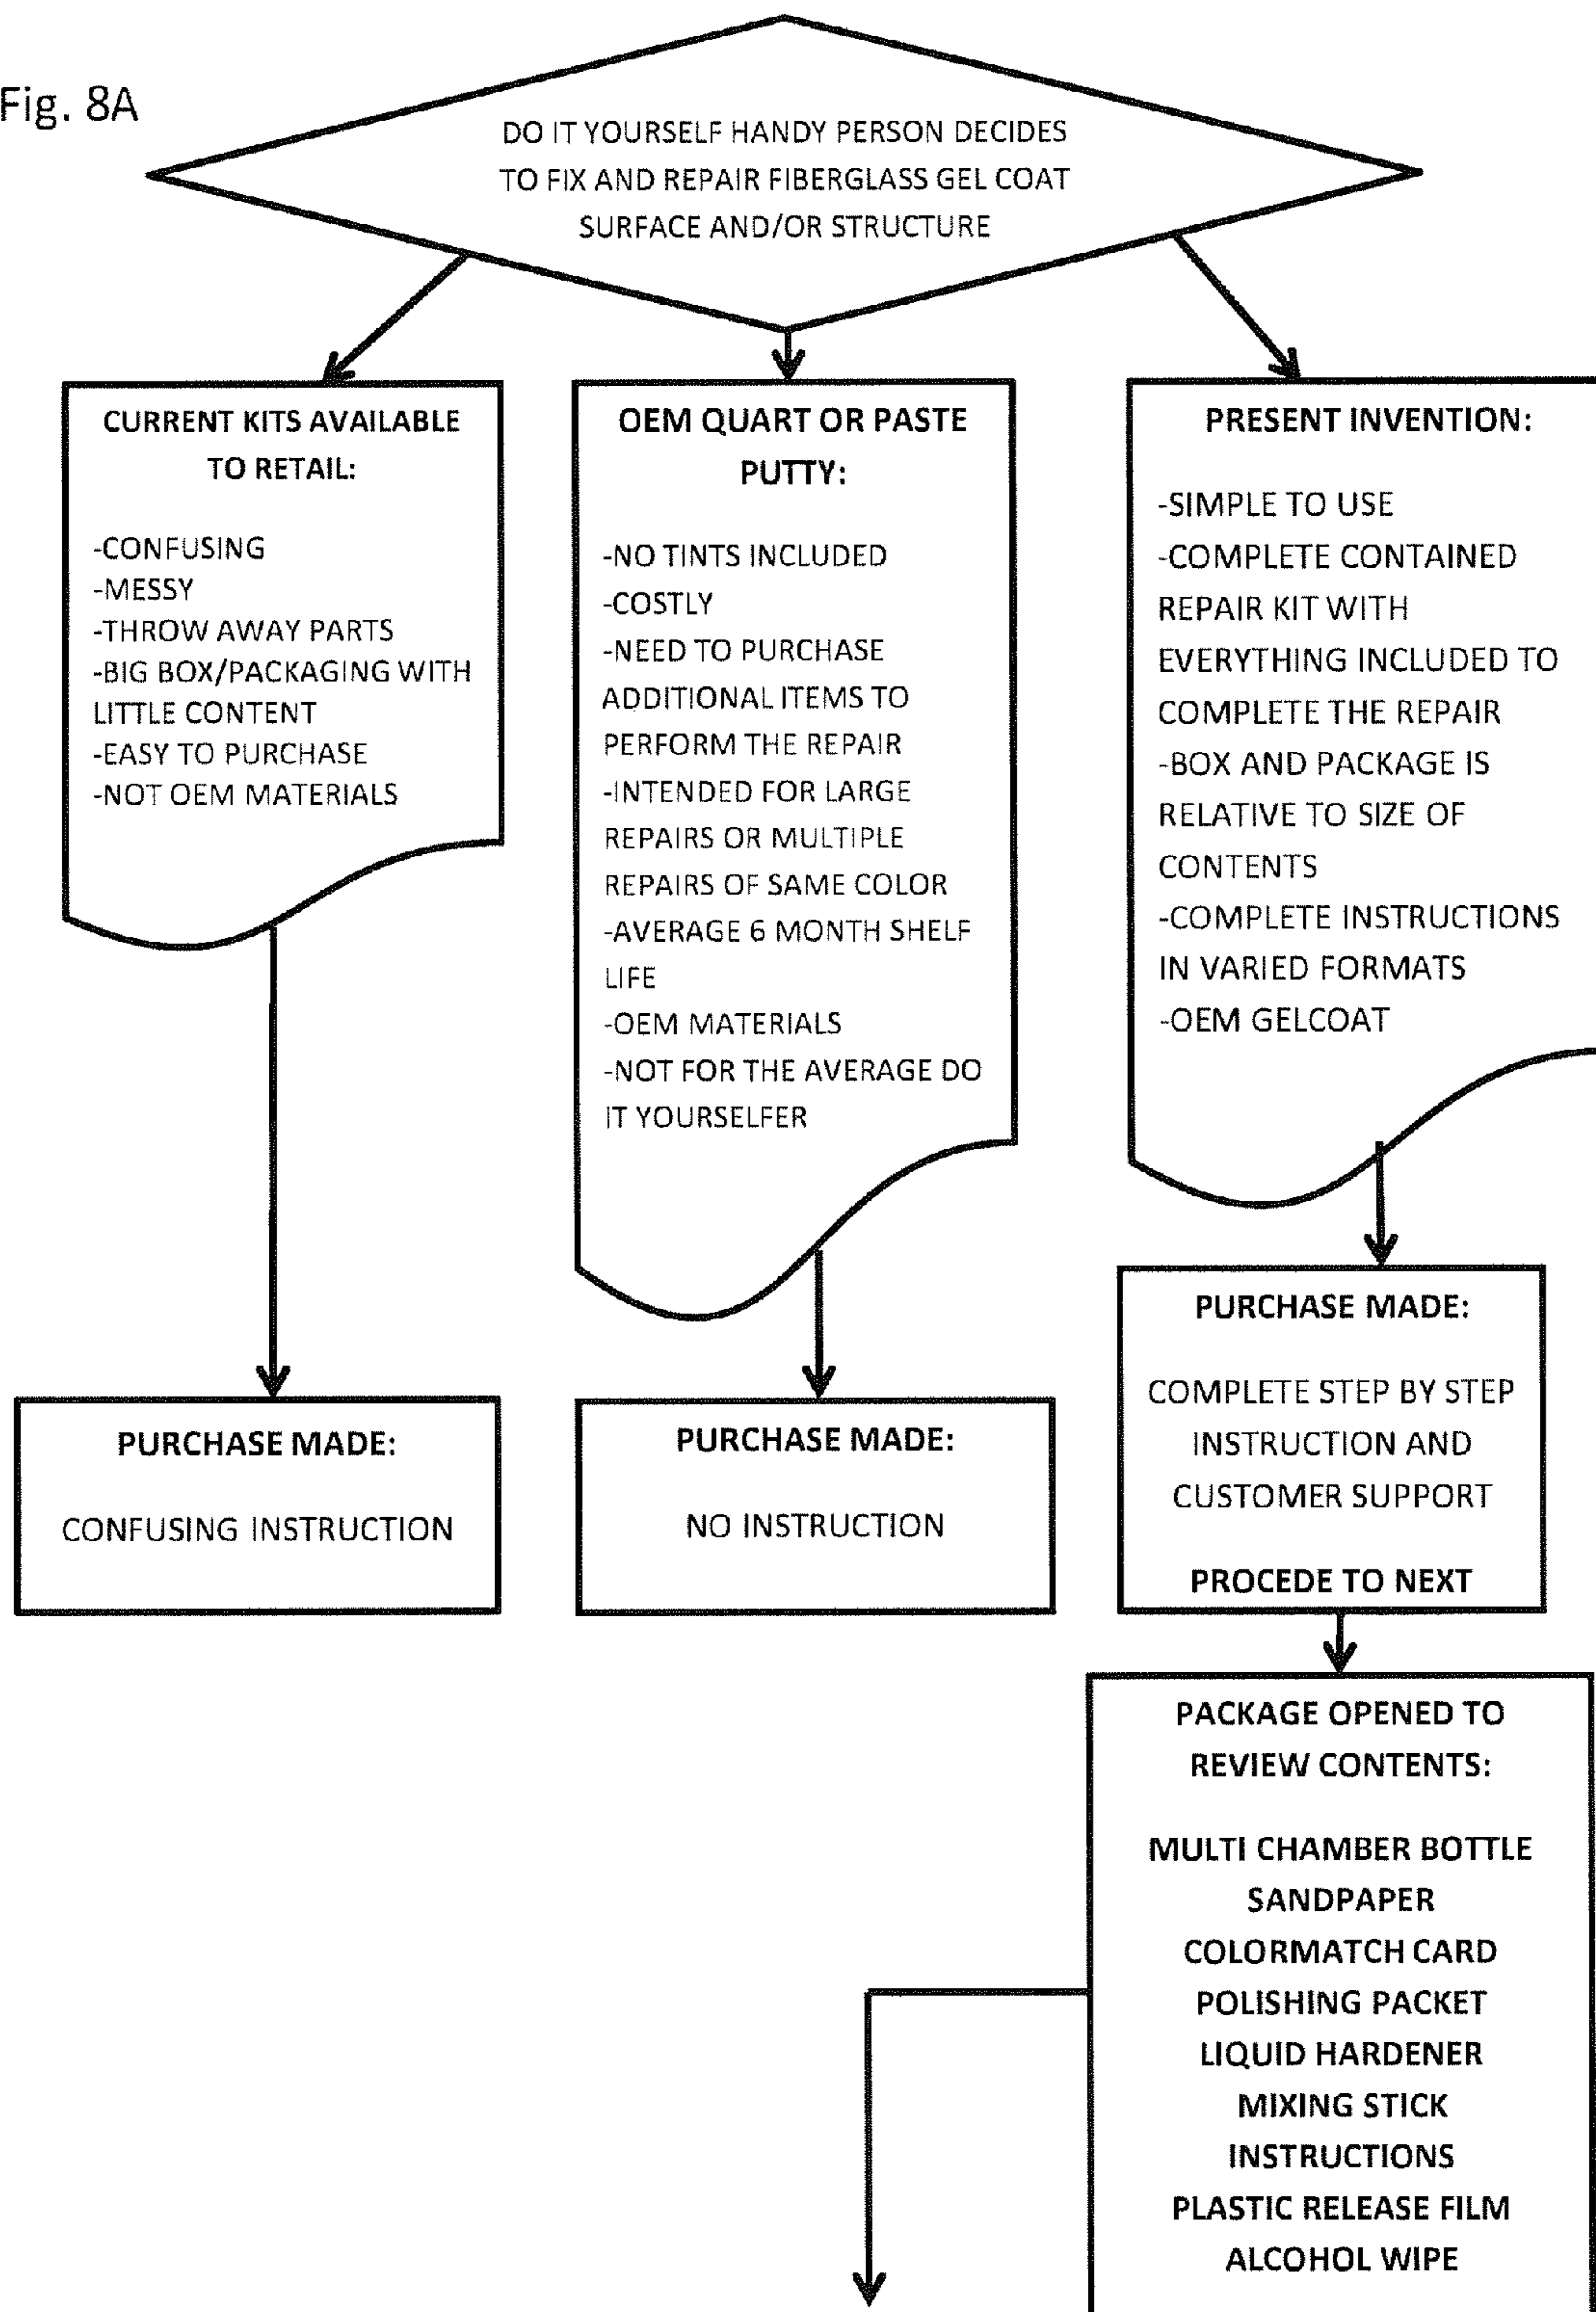 Fig. 8A
DO IT YOURSELF HANDY PERSON DECIDES
TO FIX AND REPAIR FIBERGLASS GEL COAT
SURFACE AND/OR STRUCTURE
CURRENT KITS AVAILABLE
TO RETAIL:
-CONFUSING
-MESSY
-THROW AWAY PARTS
-BIG BOX/PACKAGING WITH
LITTLE CONTENT
-EASY TO PURCHASE
-NOT OEM MATERIALS
OEM QUART OR PASTE
PUTTY:
-NO TINTS INCLUDED
-COSTLY
-NEED TO PURCHASE
ADDITIONAL ITEMS TO
PERFORM THE REPAIR
-INTENDED FOR LARGE
REPAIRS OR MULTIPLE
REPAIRS OF SAME COLOR
-AVERAGE 6 MONTH SHELF
LIFE
-OEM MATERIALS
-NOT FOR THE AVERAGE DO
IT YOURSELFER
PRESENT INVENTION:
-SIMPLE TO USE
-COMPLETE CONTAINED
REPAIR KIT WITH
EVERYTHING INCLUDED TO
COMPLETE THE REPAIR
-BOX AND PACKAGE IS
RELATIVE TO SIZE OF
CONTENTS
-COMPLETE INSTRUCTIONS
IN VARIED FORMATS
-OEM GELCOAT
PURCHASE MADE:
CONFUSING INSTRUCTION
PURCHASE MADE:
NO INSTRUCTION
PURCHASE MADE:
COMPLETE STEP BY STEP
INSTRUCTION AND
CUSTOMER SUPPORT
PROCEDE TO NEXT
PACKAGE OPENED TO
REVIEW CONTENTS:
MULTI CHAMBER BOTTLE
SANDPAPER
COLORMATCH CARD
POLISHING PACKET
LIQUID HARDENER
MIXING STICK
INSTRUCTIONS
PLASTIC RELEASE FILM
ALCOHOL WIPE